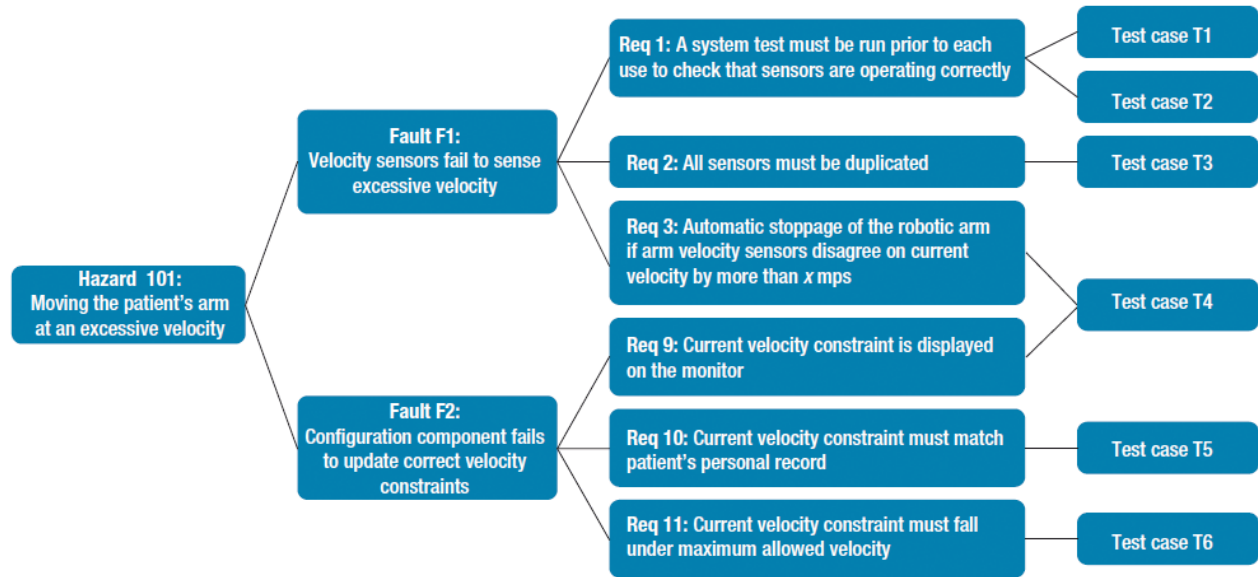 Hazard 101:
Moving the patient's arm
at an excessive velocity
Fault F1:
Velocity sensors fail to sense
excessive velocity
Fault F2:
Configuration component fails
to update correct velocity
constraints
Req 1: A system test must be run prior to each
use to check that sensors are operating correctly
Req 2: All sensors must be duplicated
Req 3: Automatic stoppage of the robotic arm
if arm velocity sensors disagree on current
velocity by more than x mps
Req 9: Current velocity constraint is displayed
on the monitor
Req 10: Current velocity constraint must match
patient's personal record
Req 11: Current velocity constraint must fall
under maximum allowed velocity
Test case T1
Test case T2
Test case T3
Test case T4
Test case T5
Test case T6